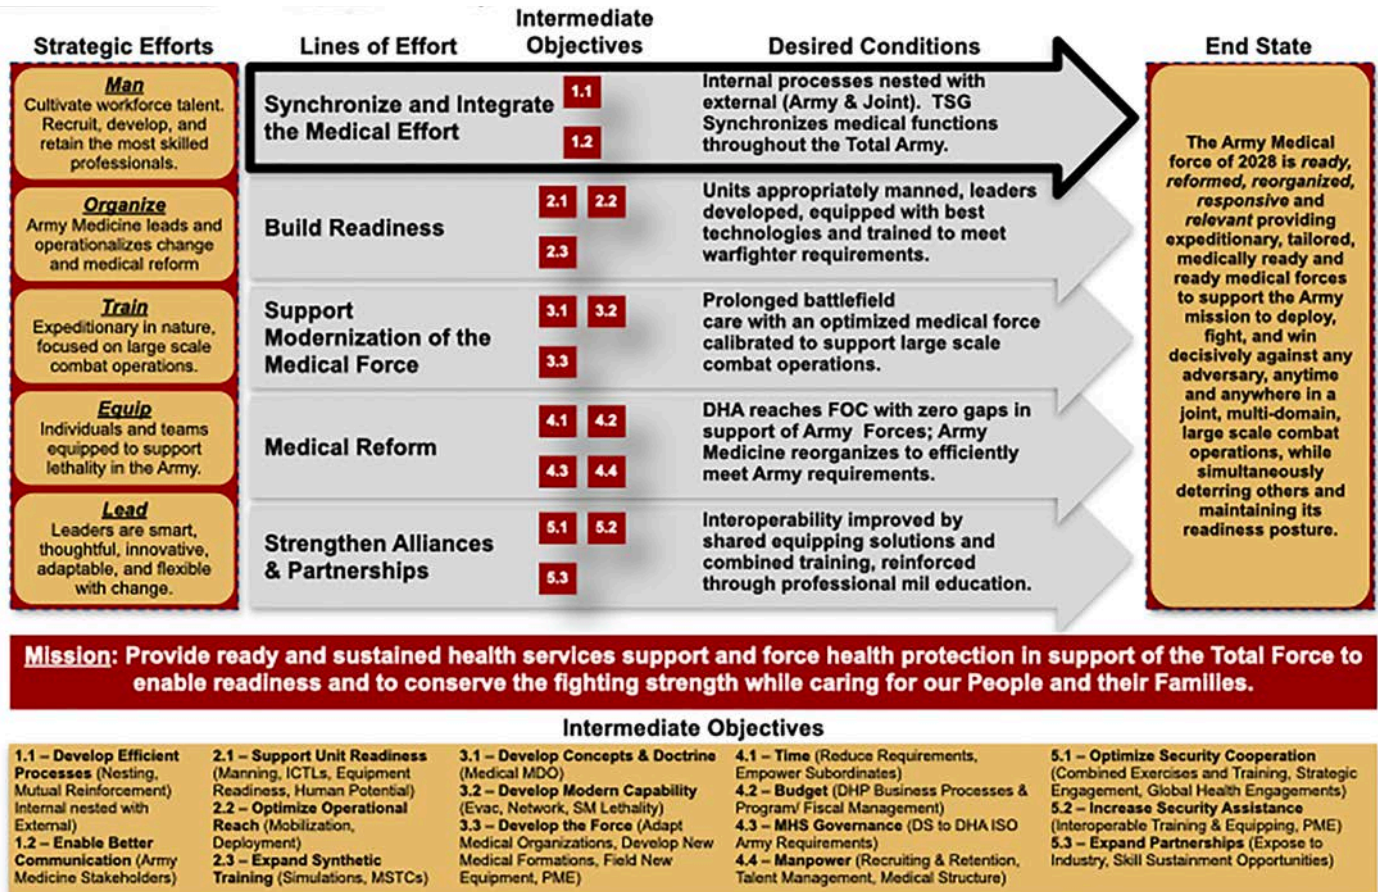 Strategic Efforts
Lines of Effort
Intermediate
Objectives
Desired Conditions
End State
Man
Cultivate workforce talent.
Recruit, develop, and
retain the most skilled
professionals.
Organize
Army Medicine leads and
operationalizes change
and medical reform
Train
Expeditionary in nature,
focused on large scale
combat operations.
Equip
Individuals and teams
equipped to support
lethality in the Army.
Lead
Leaders are smart,
thoughtful, innovative,
adaptable, and flexible
with change.
Synchronize and Integrate
the Medical Effort
1.1
1.2
Internal processes nested with
external (Army & Joint). TSG
Synchronizes medical functions
throughout the Total Army.
Build Readiness
2.1 2.2
2.3
Units appropriately manned, leaders
developed, equipped with best
technologies and trained to meet
warfighter requirements.
Support
Modernization of the
Medical Force
3.1 3.2
3.3
Prolonged battlefield
care with an optimized medical force
calibrated to support large scale
combat operations.
Medical Reform
4.1 4.2
4.3 4.4
DHA reaches FOC with zero gaps in
support of Army Forces; Army
Medicine reorganizes to efficiently
meet Army requirements.
Strengthen Alliances
& Partnerships
5.1 5.2
5.3
Interoperability improved by
shared equipping solutions and
combined training, reinforced
through professional mil education.
The Army Medical
force of 2028 is ready,
reformed, reorganized,
responsive and
relevant providing
expeditionary, tailored,
medically ready and
ready medical forces
to support the Army
mission to deploy,
fight, and win
decisively against any
adversary, anytime
and anywhere in a
joint, multi-domain,
large scale combat
operations, while
simultaneously
deterring others and
maintaining its
readiness posture.
Mission: Provide ready and sustained health services support and force health protection in support of the Total Force to
enable readiness and to conserve the fighting strength while caring for our People and their Families.
Intermediate Objectives
1.1 – Develop Efficient
Processes (Nesting,
Mutual Reinforcement)
Internal nested with
External)
1.2 – Enable Better
Communication (Army
Medicine Stakeholders)
2.1 – Support Unit Readiness
(Manning, ICTLs, Equipment
Readiness, Human Potential)
2.2 – Optimize Operational
Reach (Mobilization,
Deployment)
2.3 – Expand Synthetic
Training (Simulations, MSTCs)
3.1 – Develop Concepts & Doctrine
(Medical MDO)
3.2 – Develop Modern Capability
(Evac, Network, SM Lethality)
3.3 – Develop the Force (Adapt
Medical Organizations, Develop New
Medical Formations, Field New
Equipment, PME)
4.1 – Time (Reduce Requirements,
Empower Subordinates)
4.2 – Budget (DHP Business Processes &
Program/ Fiscal Management)
4.3 – MHS Governance (DS to DHA ISO
Army Requirements)
4.4 – Manpower (Recruiting & Retention,
Talent Management, Medical Structure)
5.1 – Optimize Security Cooperation
(Combined Exercises and Training, Strategic
Engagement, Global Health Engagements)
5.2 – Increase Security Assistance
(Interoperable Training & Equipping, PME)
5.3 – Expand Partnerships (Expose to
Industry, Skill Sustainment Opportunities)